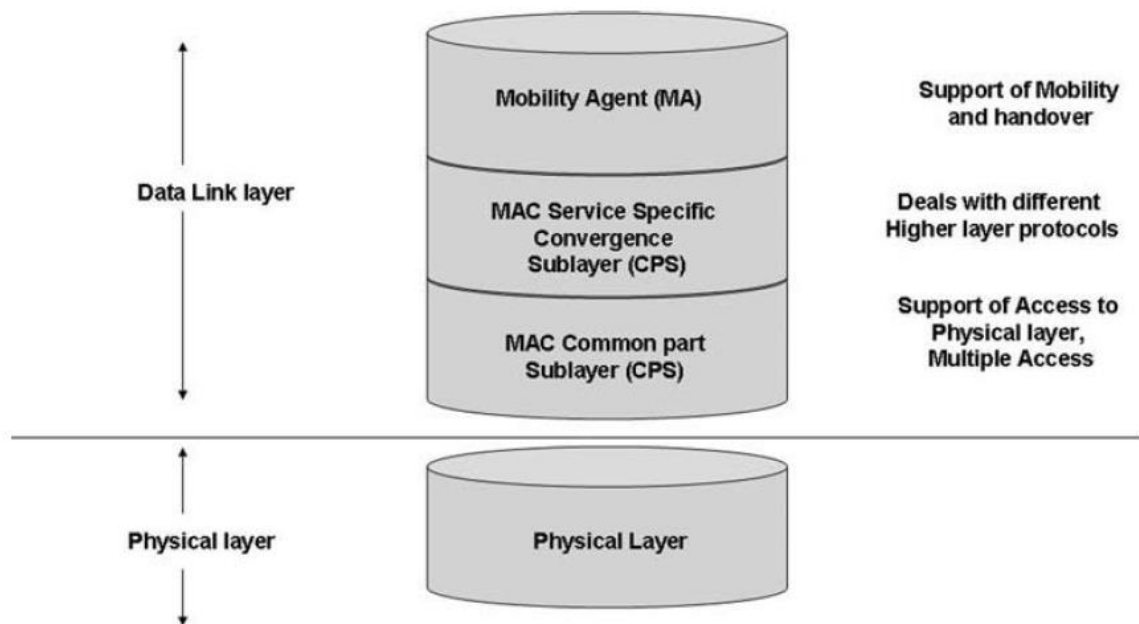 Mobility Agent (MA)
Support of Mobility
and handover
Data Link layer
MAC Service Specific
Convergence
Sublayer (CPS)
Deals with different
Higher layer protocols
MAC Common part
Sublayer (CPS)
Support of Access to
Physical layer,
Multiple Access
Physical layer
Physical Layer